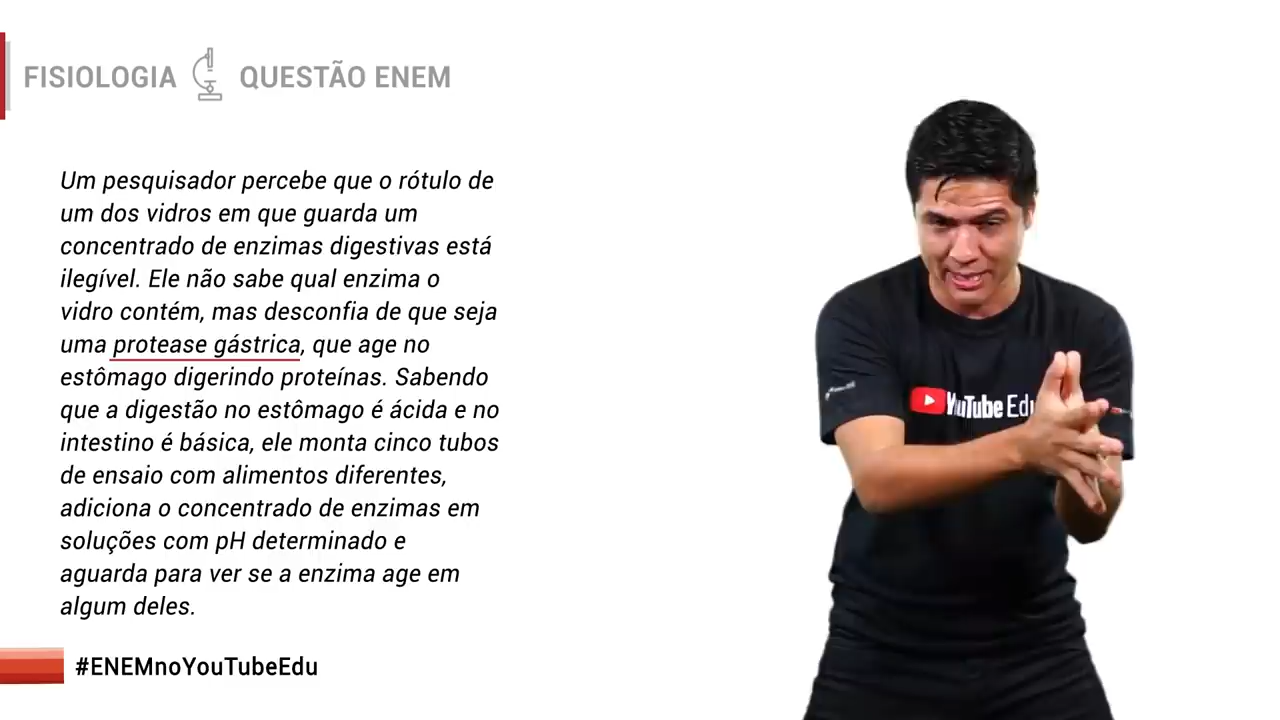 FISIOLOGIA QUESTÃO ENEM
Um pesquisador percebe que o rótulo de
um dos vidros em que guarda um
concentrado de enzimas digestivas está
ilegível. Ele não sabe qual enzima o
vidro contém, mas desconfia de que seja
uma protease gástrica, que age no
estômago digerindo proteínas. Sabendo
que a digestão no estômago é ácida e no
intestino é básica, ele monta cinco tubos
de ensaio com alimentos diferentes,
adiciona o concentrado de enzimas em
soluções com pH determinado e
aguarda para ver se a enzima age em
algum deles.
YouTube Edu
#ENEMnoYouTubeEdu